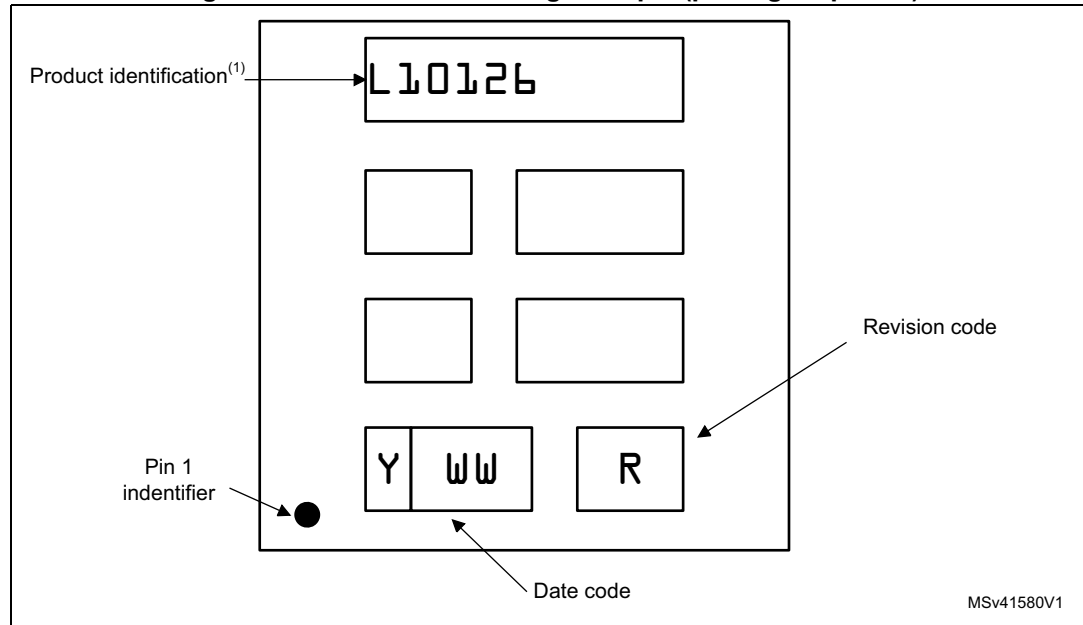 Product identification(1)
L10126
Revision code
Y WW R
Pin 1
indentifier
Date code
MSv41580V1